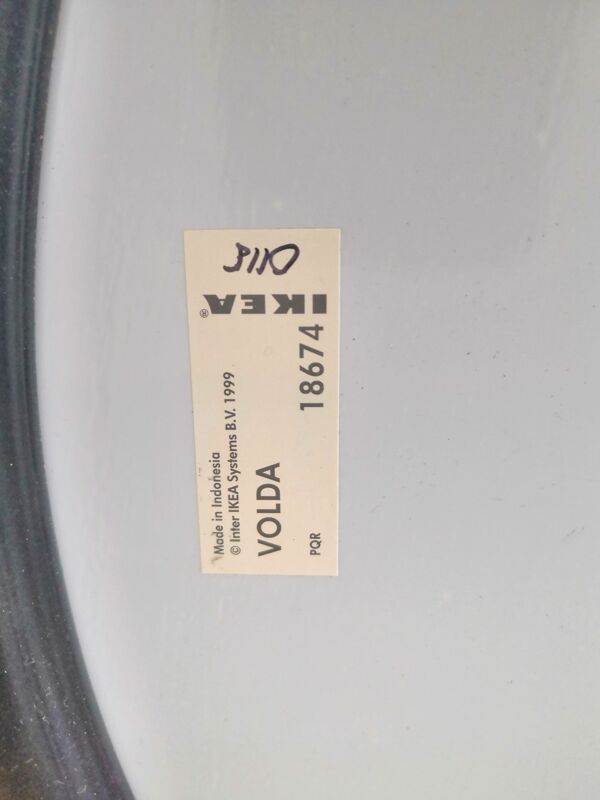 Made in Indonesia
© Inter IKEA Systems B.V. 1999
VOLDA
PQR
18674
IKEA®